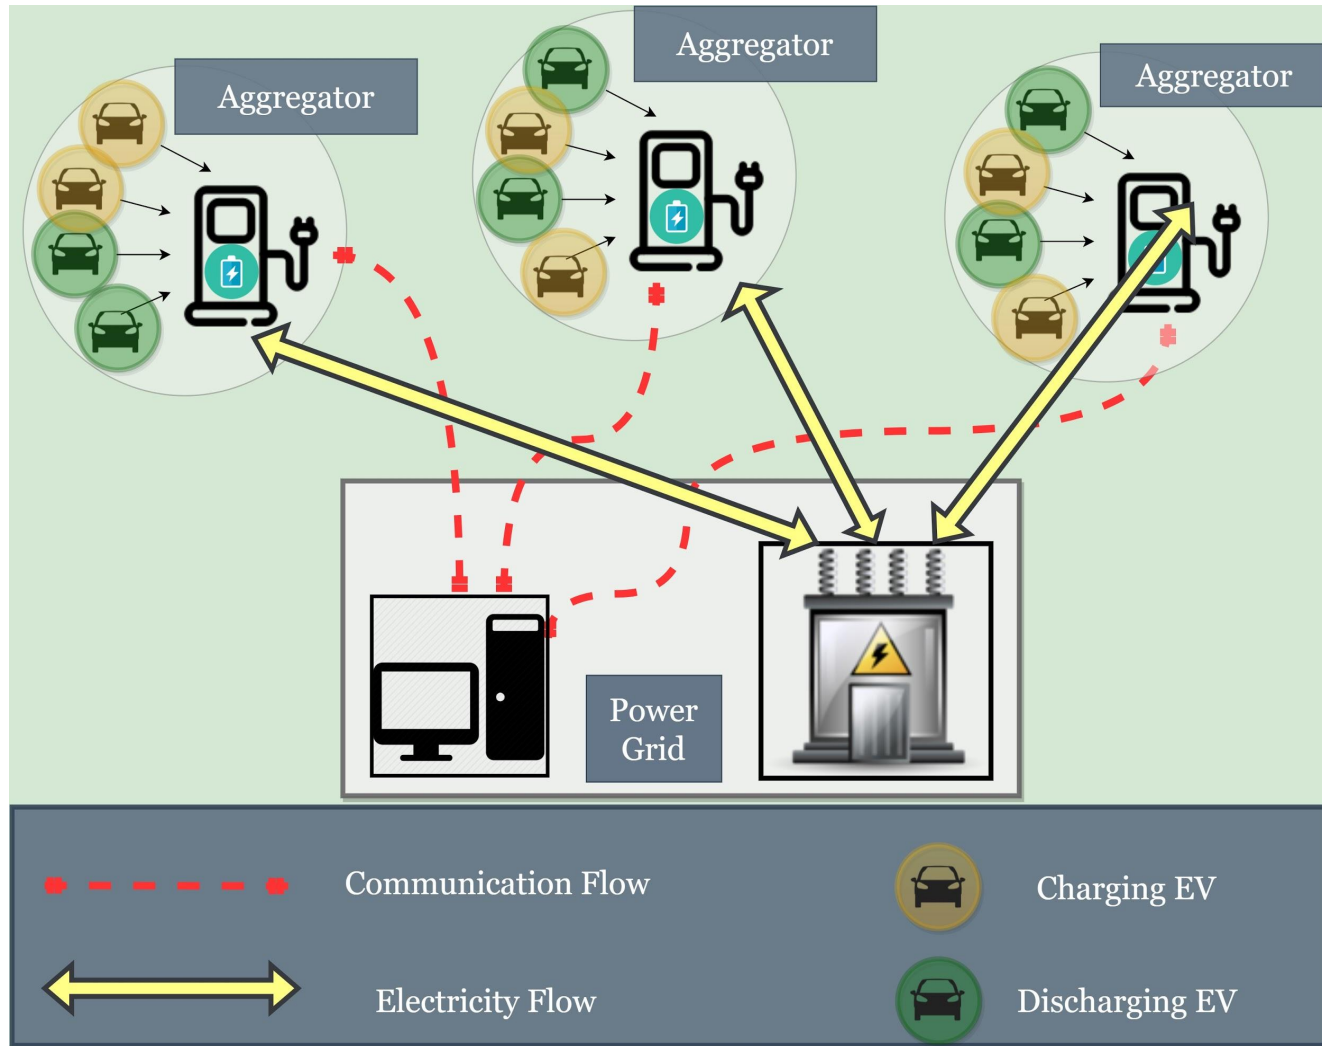 Aggregator
Aggregator
Aggregator
Power
Grid
Communication Flow
Charging EV
Electricity Flow
Discharging EV